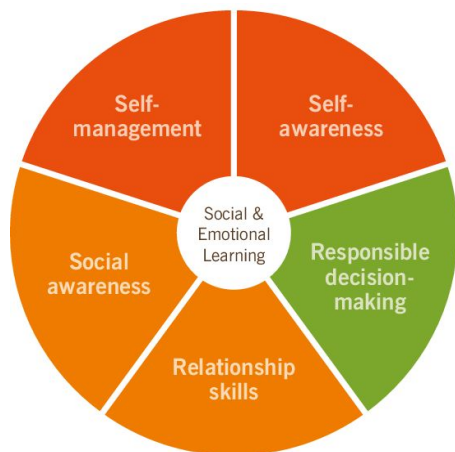 Self-
management
Self-
awareness
Social &
Emotional
Learning
Social
awareness
Responsible
decision-
making
Relationship
skills